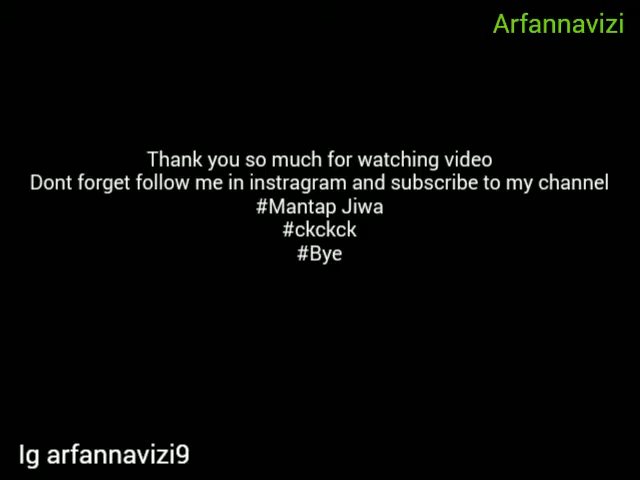 Arfannavizi
Thank you so much for watching video
Dont forget follow me in instragram and subscribe to my channel
#Mantap Jiwa
#ckckck
#Bye
Ig arfannavizi9